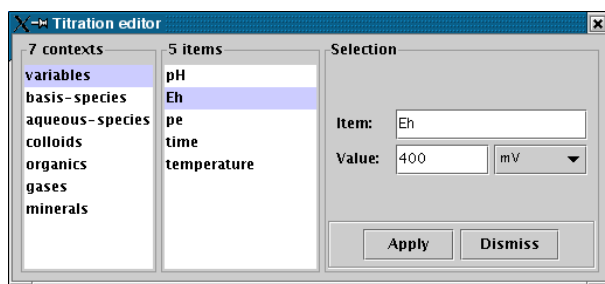 Titration editor
7 contexts
variables
basis-species
aqueous-species
colloids
organics
gases
minerals
5 items
pH
Eh
pe
time
temperature
Selection
Item: Eh
Value: 400 mV
Apply Dismiss